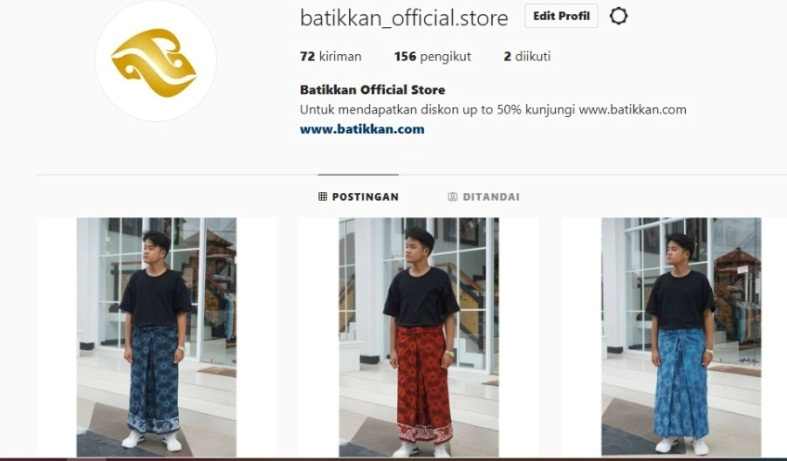 batikkan_official.store Edit Profil
72 kiriman 156 pengikut 2 diikuti
Batikkan Official Store
Untuk mendapatkan diskon up to 50% kunjungi www.batikkan.com
www.batikkan.com
POSTINGAN DITANDAI